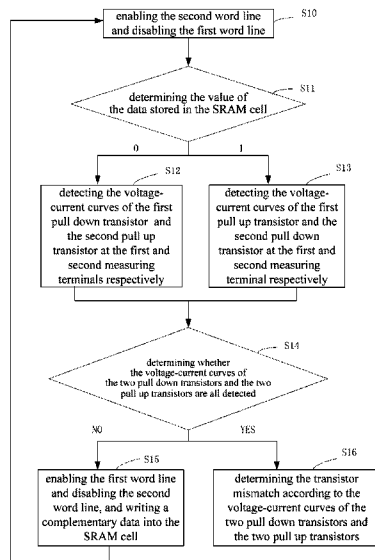 S10
enabling the second word line
and disabling the first word line
S11
determining the value of
the data stored in the SRAM cell
0
1
S12
detecting the voltage-
current curves of the first
pull down transistor and
the second pull up
transistor at the first and
second measuring
terminals respectively
S13
detecting the voltage-
current curves of the first
pull up transistor and the
second pull down
transistor at the first and
second measuring
terminal respectively
S14
determining whether
the voltage-current curves of
the two pull down transistors and the two
pull up transistors are all detected
NO
YES
S15
enabling the first word line
and disabling the second
word line, and writing a
complementary data into the
SRAM cell
S16
determining the transistor
mismatch according to the
voltage-current curves of the
two pull down transistors and
the two pull up transistors